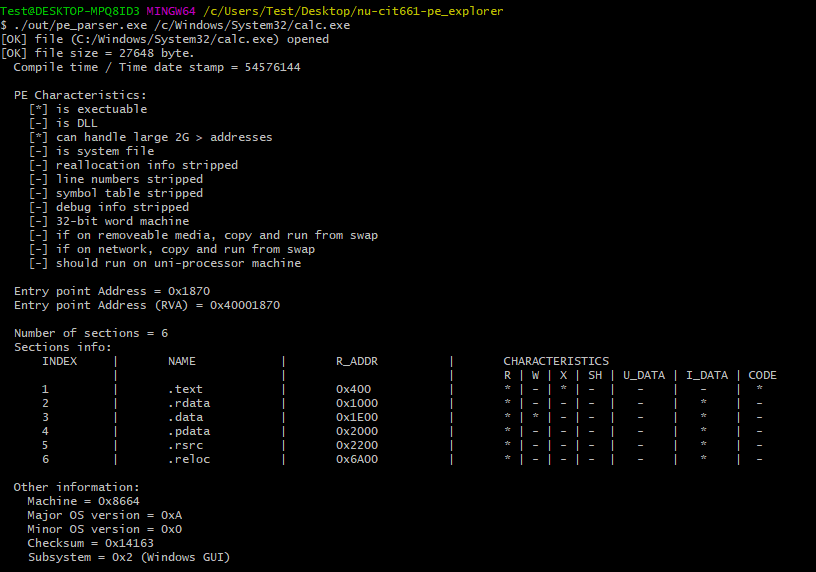 Test@DESKTOP-MPQ8ID3 MINGW64 /c/Users/Test/Desktop/nu-cit661-pe_explorer
$ ./out/pe_parser.exe /c/Windows/System32/calc.exe
[OK] file (C:/Windows/System32/calc.exe) opened
[OK] file size = 27648 byte.
Compile time / Time date stamp = 54576144
PE Characteristics:
[*] is exectuable
[-] is DLL
[*] can handle large 2G > addresses
[-] is system file
[-] reallocation info stripped
[-] line numbers stripped
[-] symbol table stripped
[-] debug info stripped
[-] 32-bit word machine
[-] if on removeable media, copy and run from swap
[-] if on network, copy and run from swap
[-] should run on uni-processor machine
Entry point Address = 0x1870
Entry point Address (RVA) = 0x40001870
Number of sections = 6
Sections info:
INDEX | NAME | R_ADDR | CHARACTERISTICS
| | | R | W | X | SH | U_DATA | I_DATA | CODE
1 | .text | 0x400 | * | - | * | - | - | - | *
2 | .rdata | 0x1000 | * | - | - | - | - | * | -
3 | .data | 0x1E00 | * | * | - | - | - | * | -
4 | .pdata | 0x2000 | * | - | - | - | - | * | -
5 | .rsrc | 0x2200 | * | - | - | - | - | * | -
6 | .reloc | 0x6A00 | * | - | - | - | - | * | -
Other information:
Machine = 0x8664
Major OS version = 0xA
Minor OS version = 0x0
Checksum = 0x14163
Subsystem = 0x2 (Windows GUI)